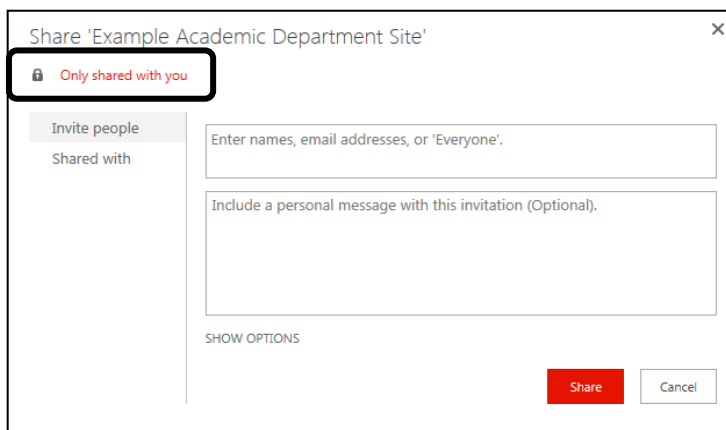 Share 'Example Academic Department Site'
Only shared with you
Invite people
Shared with
Enter names, email addresses, or 'Everyone'.
Include a personal message with this invitation (Optional).
SHOW OPTIONS
Share
Cancel